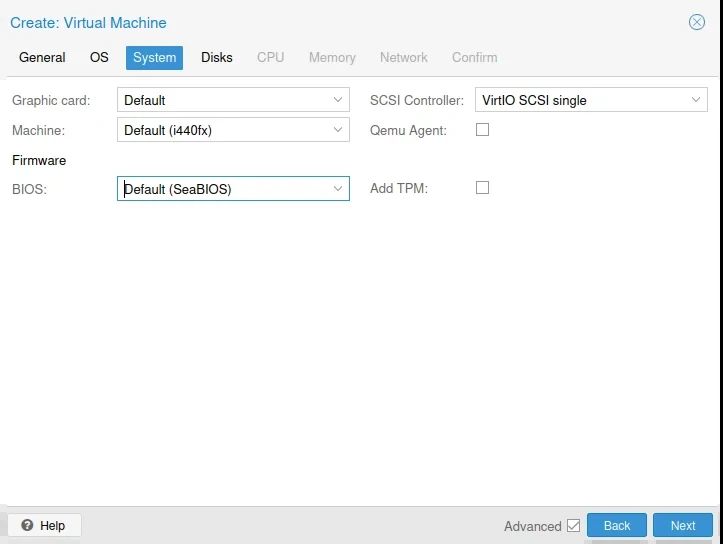 Create: Virtual Machine
General OS System Disks CPU Memory Network Confirm
Graphic card: Default SCSI Controller: VirtIO SCSI single
Machine: Default (i440fx) Qemu Agent:
Firmware
BIOS: Default (SeaBIOS) Add TPM:
Help Advanced Back Next